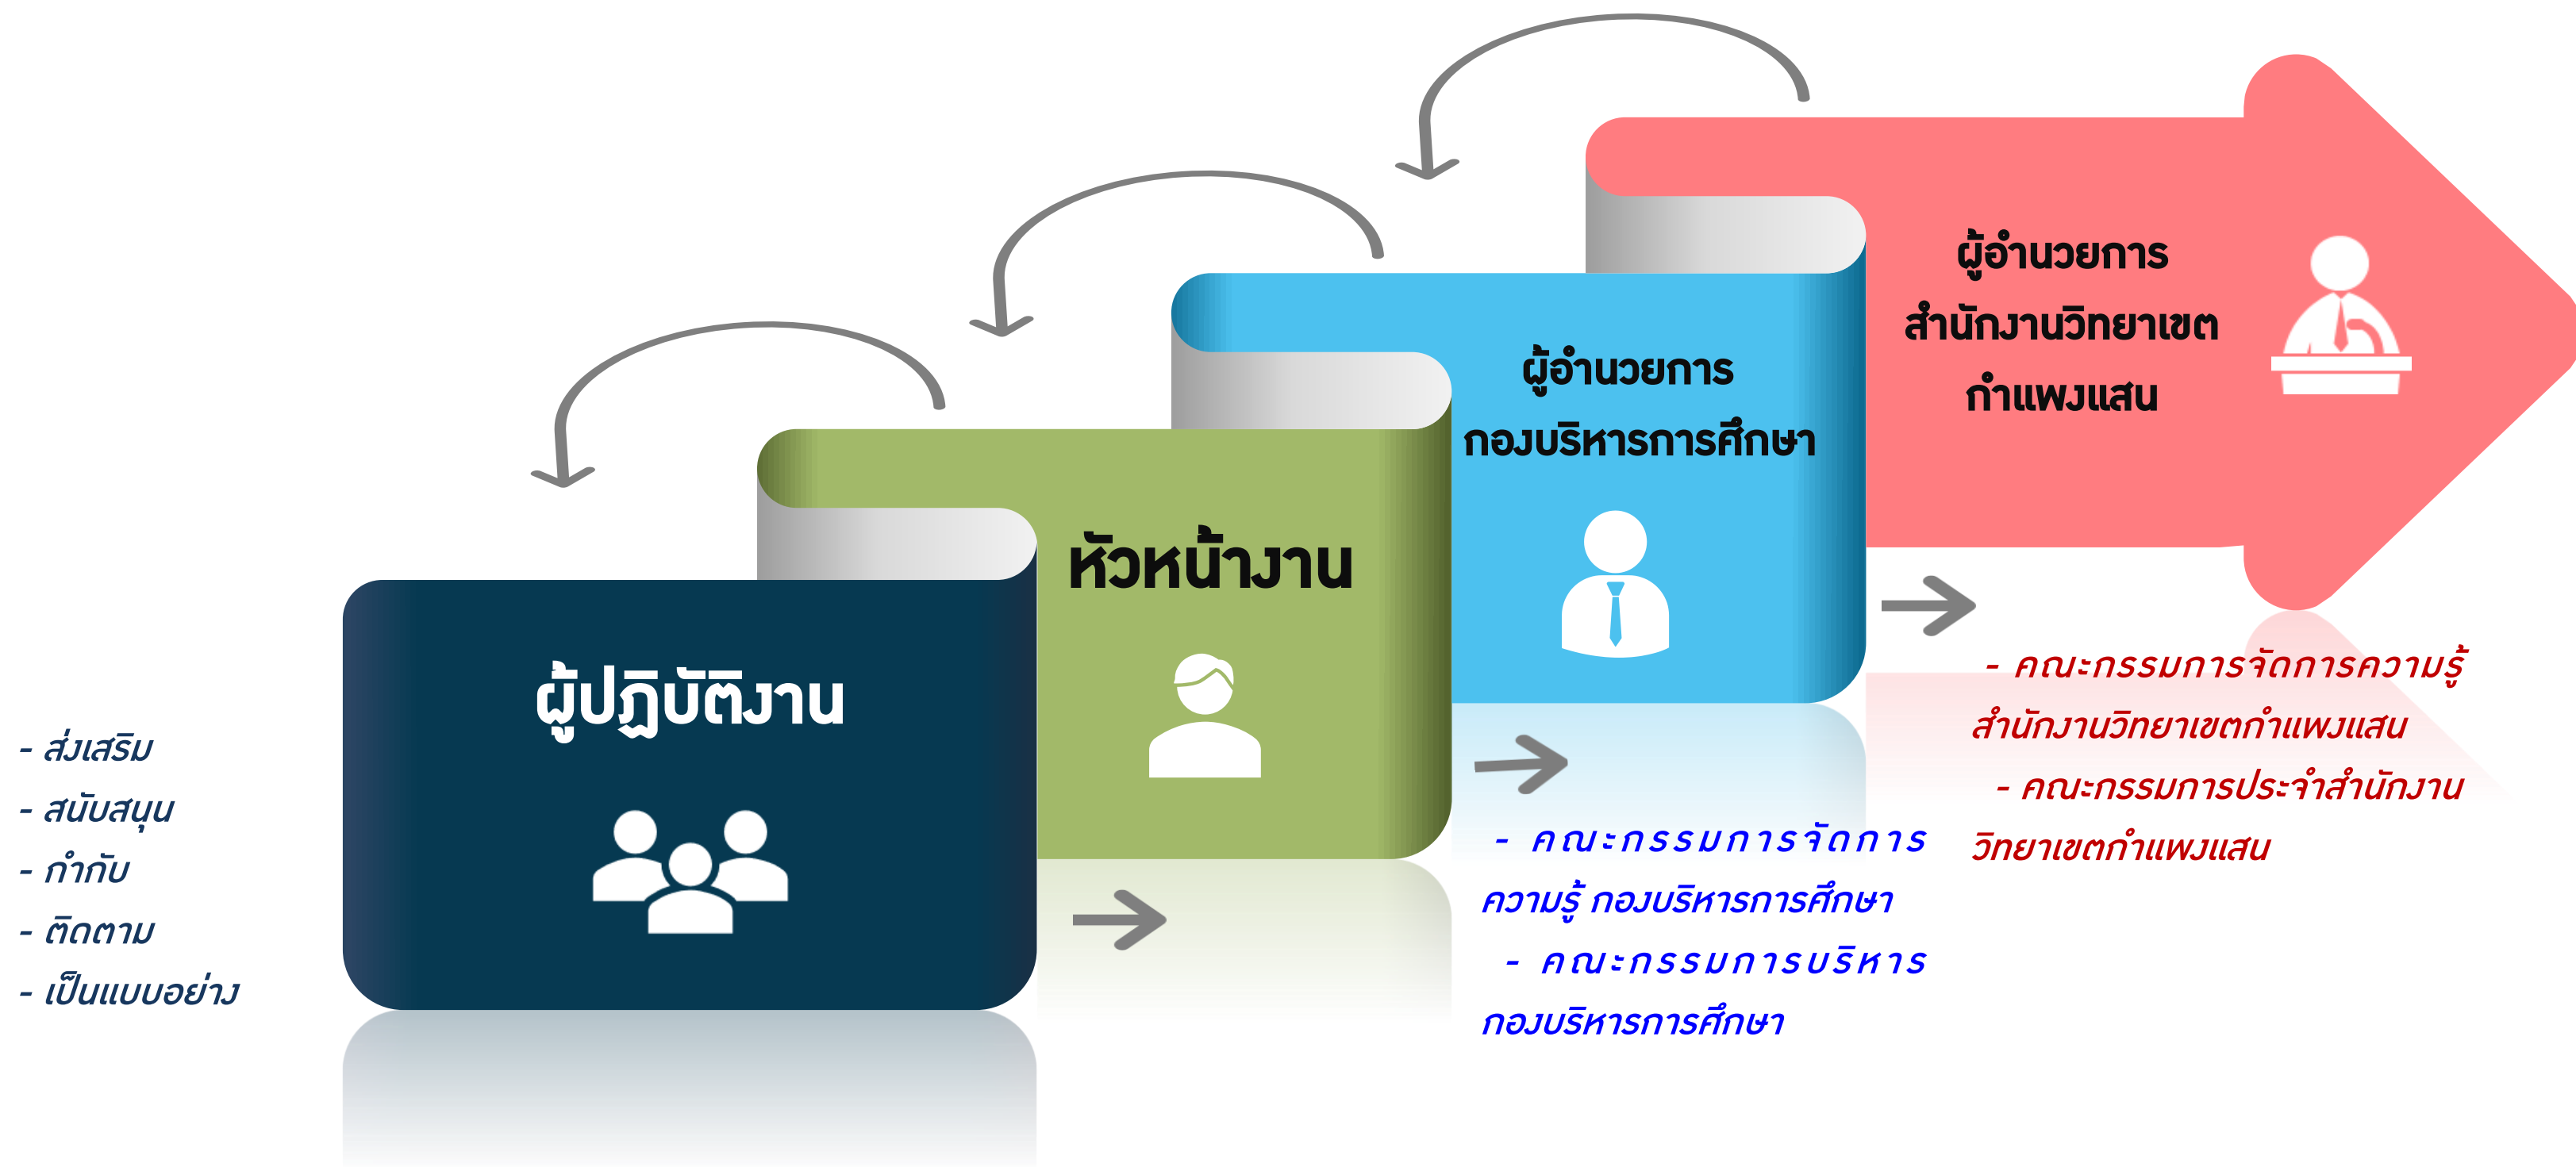 ผู้อำนวยการ
สำนักงานวิทยาเขต
กำแพงแสน
ผู้อำนวยการ
กองบริหารการศึกษา
หัวหน้างาน
ผู้ปฏิบัติงาน
- ส่งเสริม
- สนับสนุน
- กำกับ
- ติดตาม
- เป็นแบบอย่าง
- คณะกรรมการจัดการ
ความรู้ กองบริหารการศึกษา
- คณะกรรมการบริหาร
กองบริหารการศึกษา
- คณะกรรมการจัดการความรู้
สำนักงานวิทยาเขตกำแพงแสน
- คณะกรรมการประจำสำนักงาน
วิทยาเขตกำแพงแสน